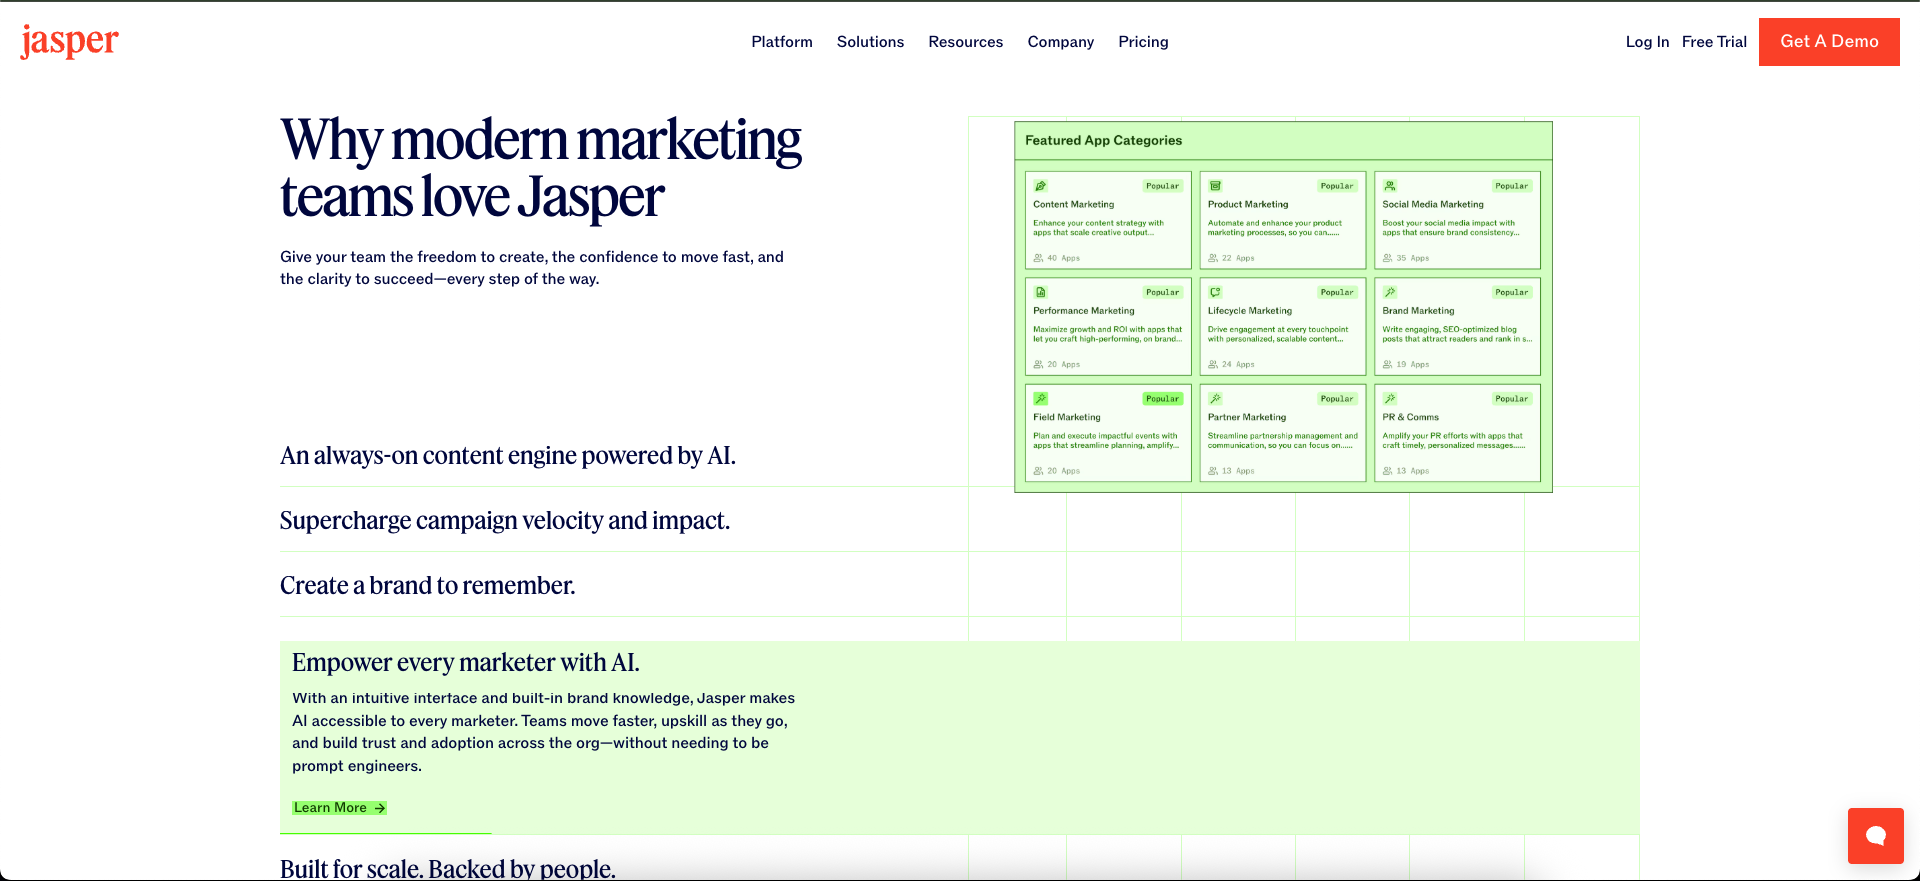 jasper
Platform
Solutions
Resources
Company
Pricing
Log In
Free Trial
Get A Demo
Why modern marketing
teams love Jasper
Give your team the freedom to create, the confidence to move fast, and
the clarity to succeed—every step of the way.
Featured App Categories
Popular
Content Marketing
Enhance your content strategy with
apps that scale creative output...
40 Apps
Popular
Product Marketing
Automate and enhance your product
marketing processes, so you can......
22 Apps
Popular
Social Media Marketing
Boost your social media impact with
apps that ensure brand consistency...
35 Apps
Popular
Performance Marketing
Maximize growth and ROI with apps that
let you craft high-performing, on brand...
20 Apps
Popular
Lifecycle Marketing
Drive engagement at every touchpoint
with personalized, scalable content...
24 Apps
Popular
Brand Marketing
Write engaging, SEO-optimized blog
posts that attract readers and rank in s...
19 Apps
Popular
Field Marketing
Plan and execute impactful events with
apps that streamline planning, amplify...
20 Apps
Popular
Partner Marketing
Streamline partnership management and
communication, so you can focus on......
13 Apps
Popular
PR & Comms
Amplify your PR efforts with apps that
craft timely, personalized messages......
13 Apps
An always-on content engine powered by AI.
Supercharge campaign velocity and impact.
Create a brand to remember.
Empower every marketer with AI.
With an intuitive interface and built-in brand knowledge, Jasper makes
AI accessible to every marketer. Teams move faster, upskill as they go,
and build trust and adoption across the org—without needing to be
prompt engineers.
Learn More →
Built for scale. Backed by people.